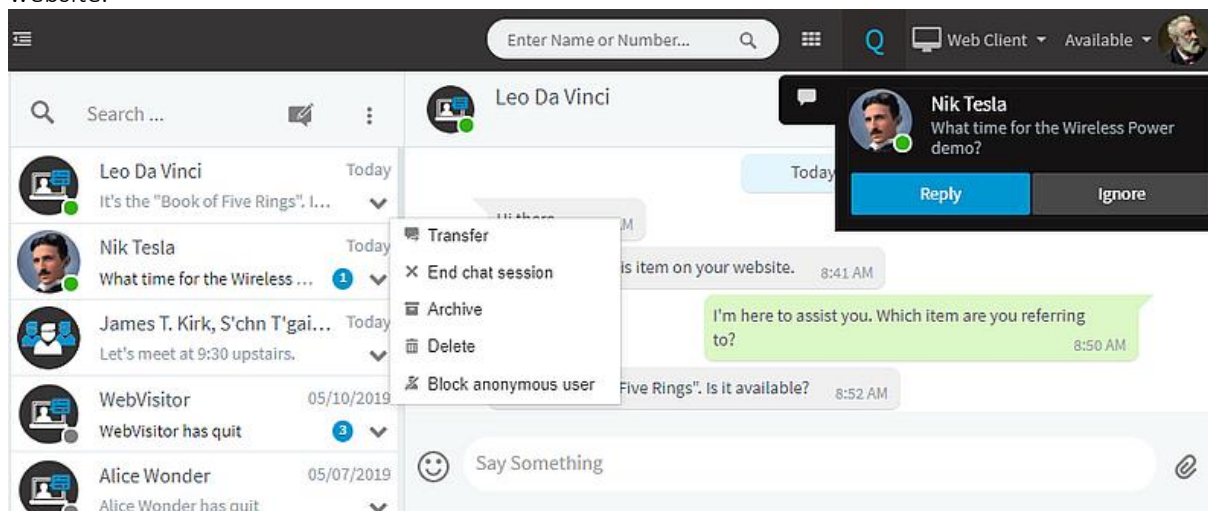 website.
Enter Name or Number...
Q
Web Client
Available
Search ...
Leo Da Vinci
Today
It's the "Book of Five Rings". I...
Nik Tesla
Today
What time for the Wireless ...
1
James T. Kirk, S'chn T'gai...
Today
Let's meet at 9:30 upstairs.
WebVisitor
05/10/2019
WebVisitor has quit
3
Alice Wonder
05/07/2019
Alice Wonder has quit
Transfer
End chat session
Archive
Delete
Block anonymous user
Leo Da Vinci
Today
Hi there
AM
is item on your website.
8:41 AM
I'm here to assist you. Which item are you referring
to?
8:50 AM
Five Rings". Is it available?
8:52 AM
Say Something
Nik Tesla
What time for the Wireless Power
demo?
Reply
Ignore